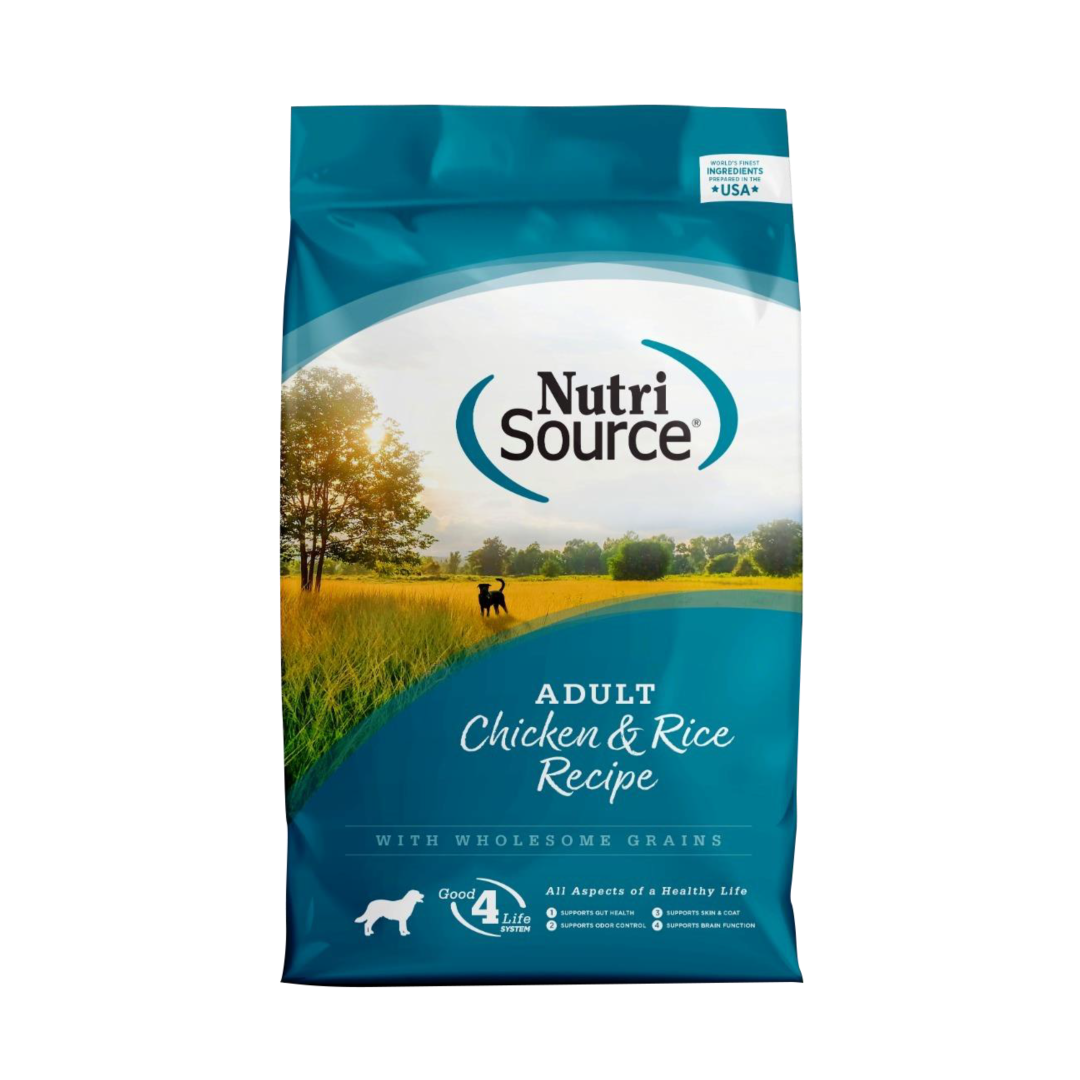 WORLD'S FINEST
INGREDIENTS
PREPARED IN THE
★USA★
Nutri
Source®
ADULT
Chicken & Rice
Recipe
WITH WHOLESOME GRAINS
Good 4 Life
SYSTEM
All Aspects of a Healthy Life
1 SUPPORTS GUT HEALTH 3 SUPPORTS SKIN & COAT
2 SUPPORTS ODOR CONTROL 4 SUPPORTS BRAIN FUNCTION